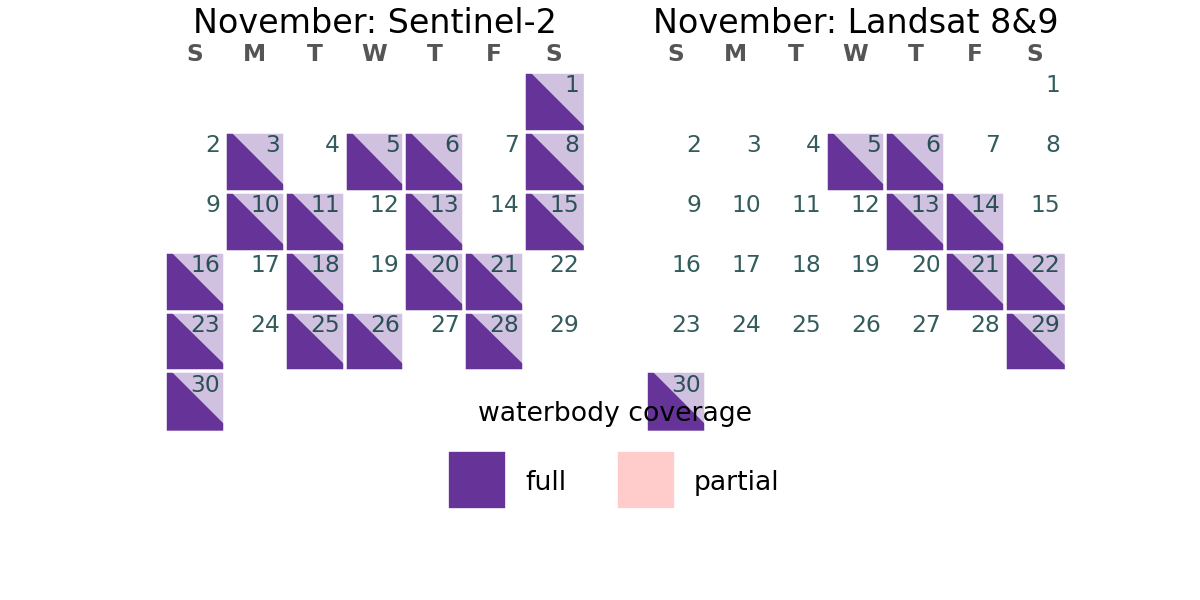 November: Sentinel-2
S M T W T F S
1
2 3 4 5 6 7 8
9 10 11 12 13 14 15
16 17 18 19 20 21 22
23 24 25 26 27 28 29
30
November: Landsat 8&9
S M T W T F S
1
2 3 4 5 6 7 8
9 10 11 12 13 14 15
16 17 18 19 20 21 22
23 24 25 26 27 28 29
30
waterbody coverage
full partial